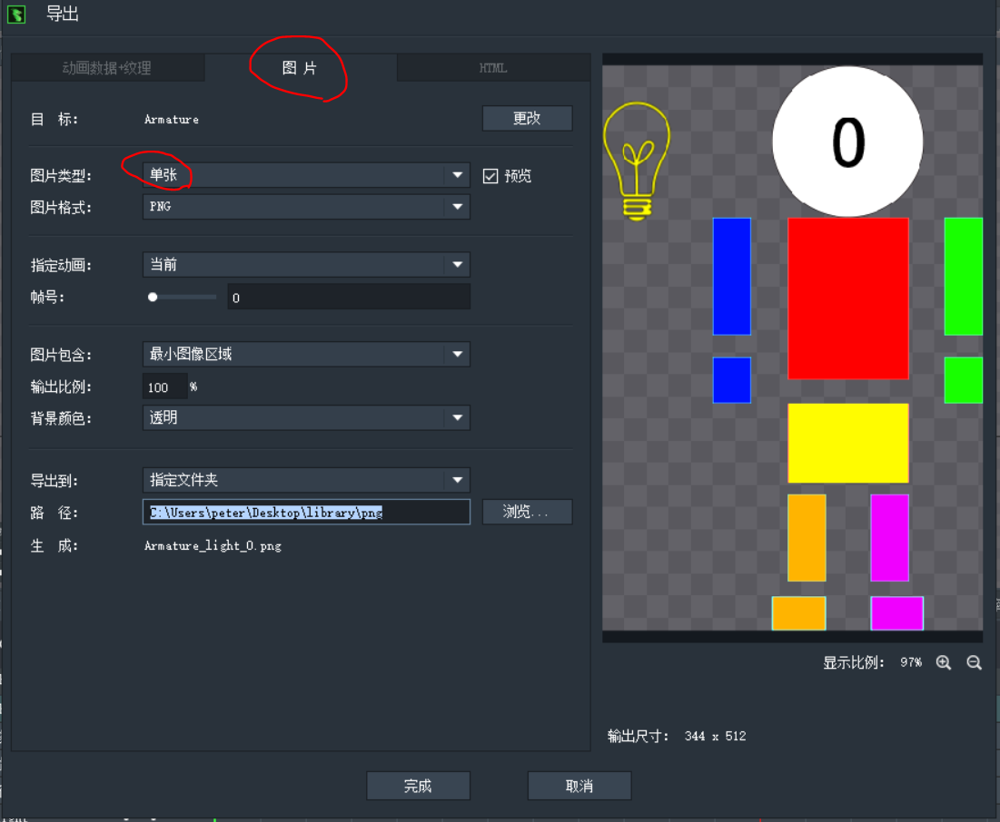 导出
动画数据+纹理 图 片 HTML
目 标: Armature 更改
图片类型: 单张 预览
图片格式: PNG
指定动画: 当前
帧号: 0
图片包含: 最小图像区域
输出比例: 100 %
背景颜色: 透明
导出到: 指定文件夹
路 径: C:\Users\peter\Desktop\library\png 浏览...
生 成: Armature_light_0.png
0
显示比例: 97%
输出尺寸: 344 x 512
完成 取消